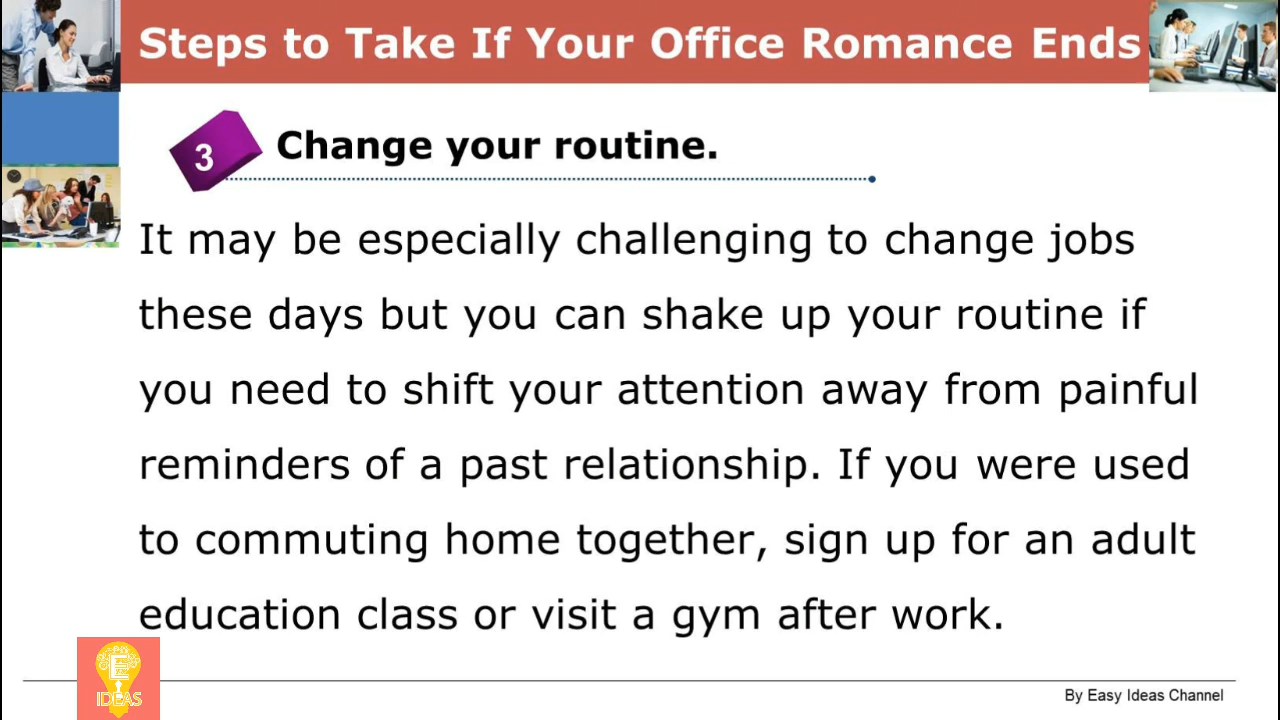 Steps to Take If Your Office Romance Ends
3
Change your routine.
It may be especially challenging to change jobs
these days but you can shake up your routine if
you need to shift your attention away from painful
reminders of a past relationship. If you were used
to commuting home together, sign up for an adult
education class or visit a gym after work.
E
IDEAS
By Easy Ideas Channel